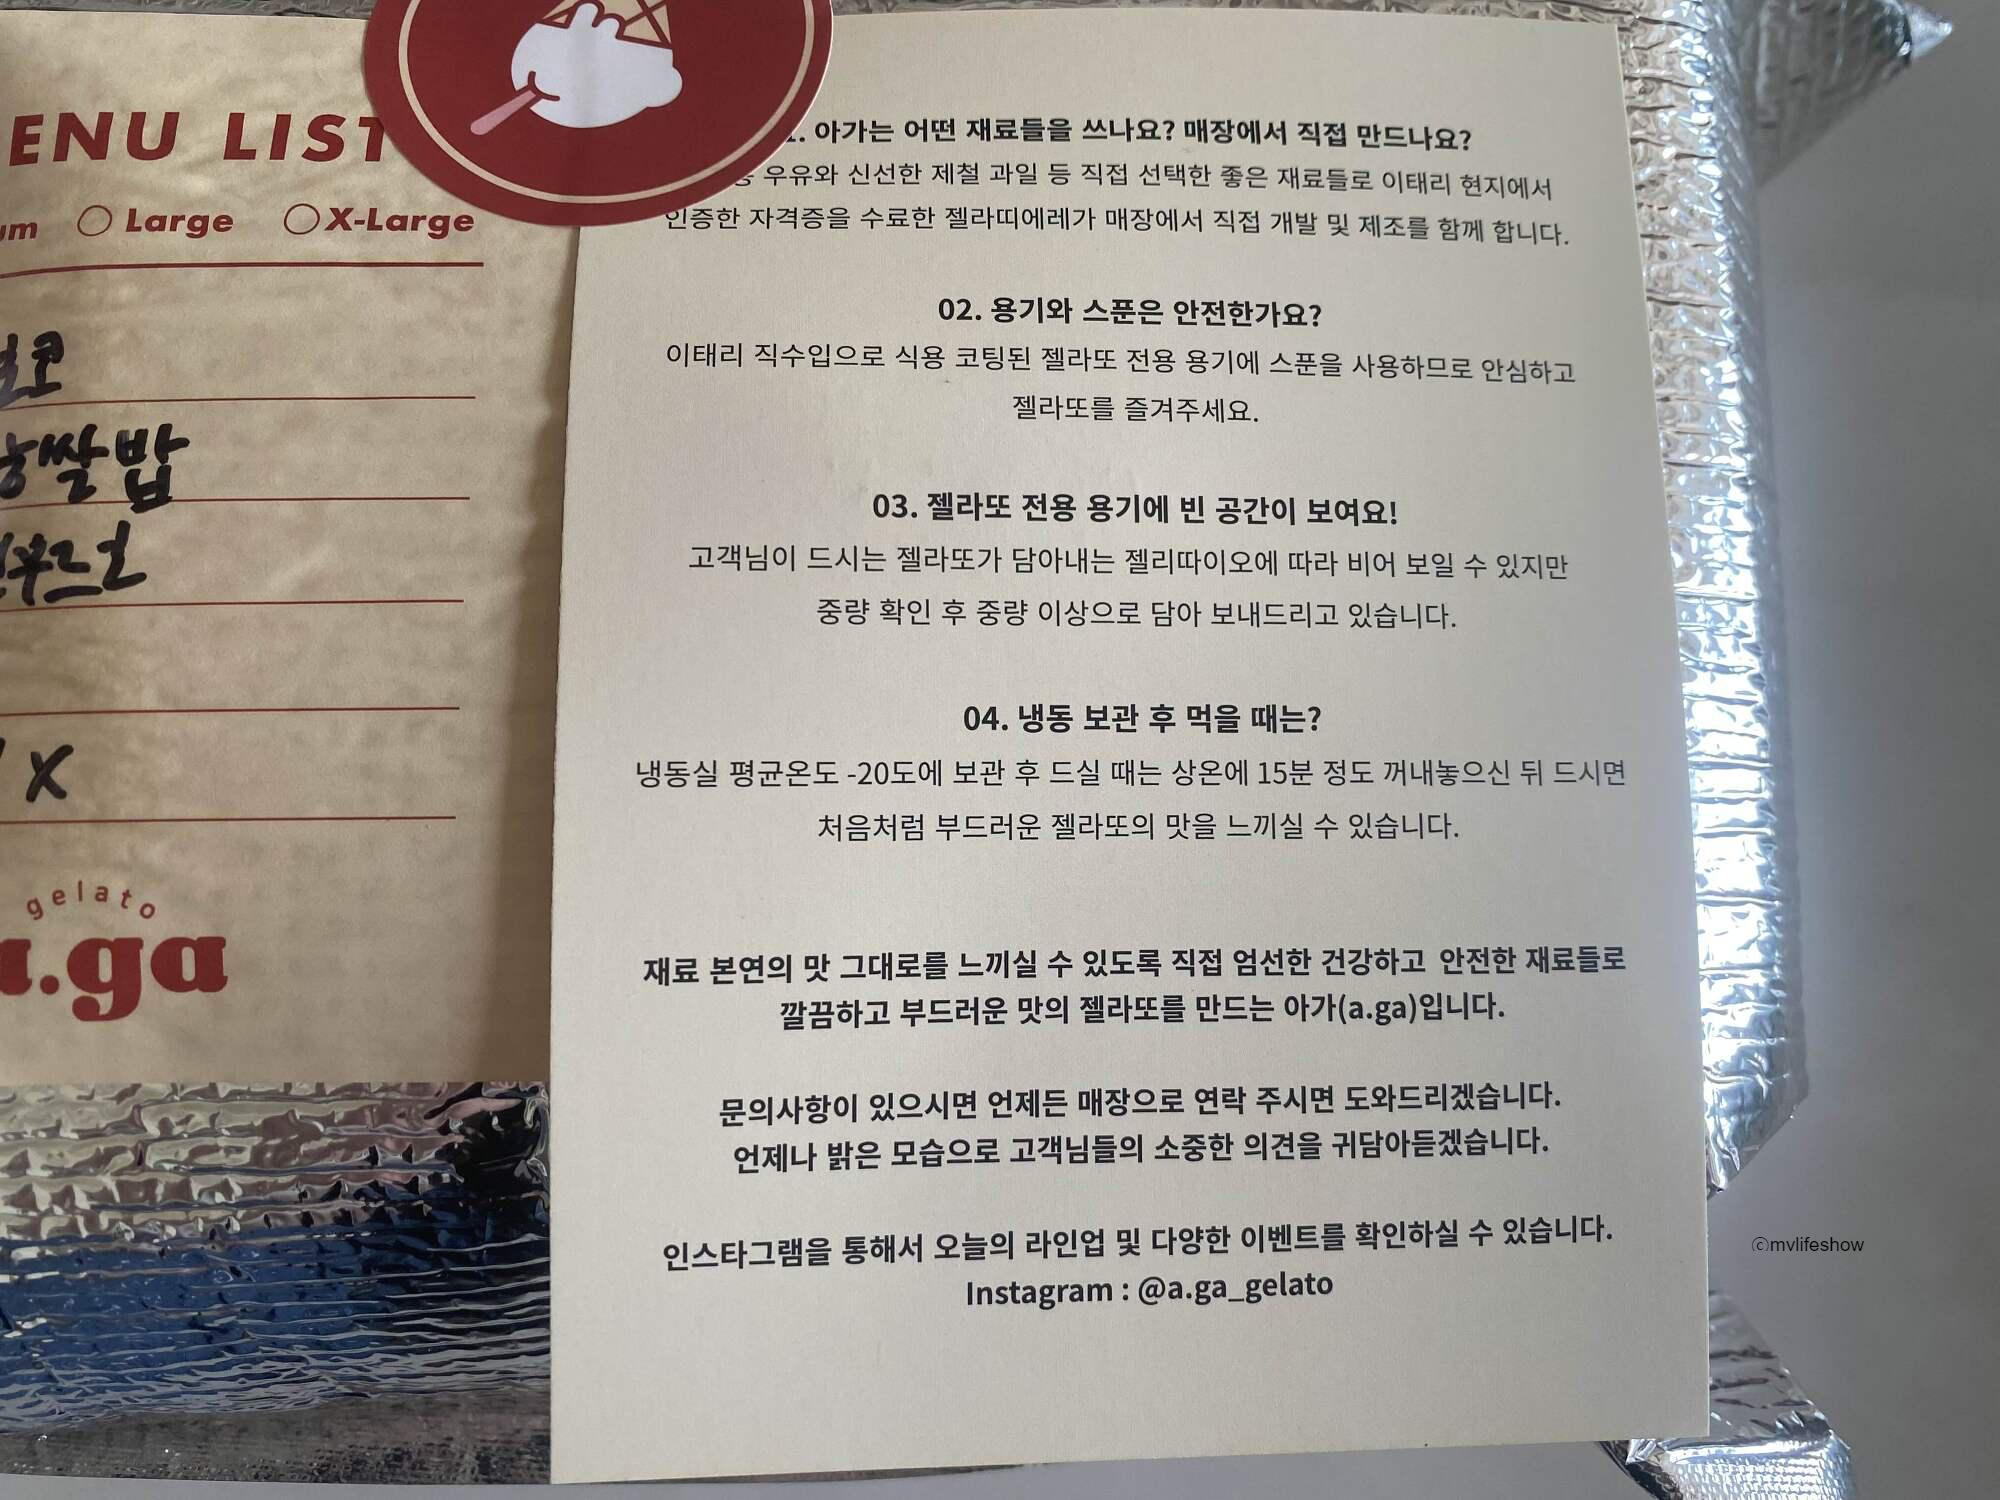 MENU LIST
Large X-Large
쌀밥
X
gelato
a.ga
아가는 어떤 재료들을 쓰나요? 매장에서 직접 만드나요?
우유와 신선한 제철 과일 등 직접 선택한 좋은 재료들로 이태리 현지에서
인증한 자격증을 수료한 젤라띠에레가 매장에서 직접 개발 및 제조를 함께 합니다.
02. 용기와 스푼은 안전한가요?
이태리 직수입으로 식용 코팅된 젤라또 전용 용기에 스푼을 사용하므로 안심하고
젤라또를 즐겨주세요.
03. 젤라또 전용 용기에 빈 공간이 보여요!
고객님이 드시는 젤라또가 담아내는 젤리따이오에 따라 비어 보일 수 있지만
중량 확인 후 중량 이상으로 담아 보내드리고 있습니다.
04. 냉동 보관 후 먹을 때는?
냉동실 평균온도 -20도에 보관 후 드실 때는 상온에 15분 정도 꺼내놓으신 뒤 드시면
처음처럼 부드러운 젤라또의 맛을 느끼실 수 있습니다.
재료 본연의 맛 그대로를 느끼실 수 있도록 직접 엄선한 건강하고 안전한 재료들로
깔끔하고 부드러운 맛의 젤라또를 만드는 아가(a.ga)입니다.
문의사항이 있으시면 언제든 매장으로 연락 주시면 도와드리겠습니다.
언제나 밝은 모습으로 고객님들의 소중한 의견을 귀담아듣겠습니다.
인스타그램을 통해서 오늘의 라인업 및 다양한 이벤트를 확인하실 수 있습니다.
Instagram : @a.ga_gelato
ⓒmvlifeshow